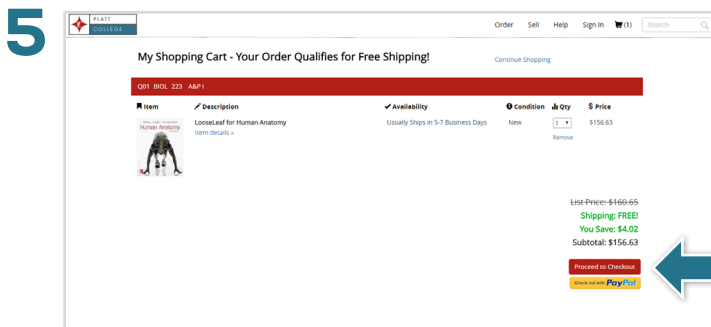 5
PLATT
COLLEGE
Order Sell Help Sign In (1) Search
My Shopping Cart - Your Order Qualifies for Free Shipping!
Continue Shopping
Q01 BIOL 223 A&P I
Item Description Availability Condition Qty $ Price
Human Anatomy
LooseLeaf for Human Anatomy Usually Ships in 5-7 Business Days New 1 $156.63
Item details »
Remove
List Price: $160.65
Shipping: FREE!
You Save: $4.02
Subtotal: $156.63
Proceed to Checkout
Check out with PayPal